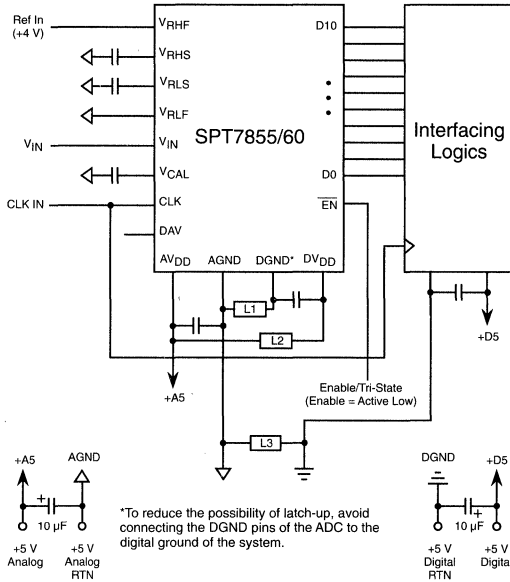 Ref In
(+4 V)
VRHF
VRHS
VRLS
VRLF
VIN
VIN
VCAL
CLK IN
CLK
DAV
AVDD
AGND
DGND*
DVDD
D10
D0
EN
SPT7855/60
Interfacing
Logics
L1
L2
L3
+A5
+D5
Enable/Tri-State
(Enable = Active Low)
+A5
AGND
+
10 µF
+5 V
Analog
+5 V
Analog
RTN
*To reduce the possibility of latch-up, avoid
connecting the DGND pins of the ADC to the
digital ground of the system.
DGND
+D5
10 µF
+
+5 V
Digital
RTN
+5 V
Digital